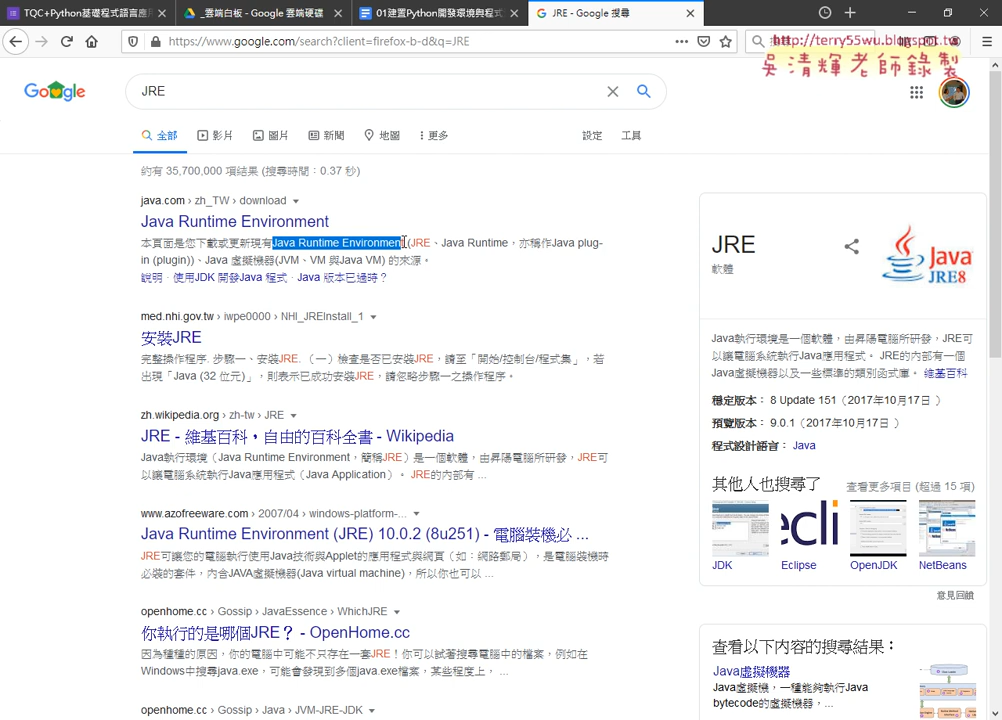 TQC+Python基礎程式語言應用
_雲端白板 - Google 雲端硬碟
01建置Python開發環境與程式
JRE - Google 搜尋
https://www.google.com/search?client=firefox-b-d&q=JRE
http://terry55wu.blogspot.tw
吳清輝老師錄製
Google
JRE
全部
影片
圖片
新聞
地圖
更多
設定
工具
約有 35,700,000 項結果 (搜尋時間：0.37 秒)
java.com › zh_TW › download
Java Runtime Environment
本頁面是您下載或更新現有Java Runtime Environment (JRE、Java Runtime，亦稱作Java plug-
in (plugin))、Java 虛擬機器(JVM、VM 與Java VM) 的來源。
說明 · 使用JDK 開發Java 程式 · Java 版本已過時？
med.nhi.gov.tw › iwpe0000 › NHI_JREInstall_1
安裝JRE
完整操作程序. 步驟一、安裝JRE. （一）檢查是否已安裝JRE，請至「開始/控制台/程式集」，若
出現「Java (32 位元)」，則表示已成功安裝JRE，請您略步驟一之操作程序。
zh.wikipedia.org › zh-tw › JRE
JRE - 維基百科，自由的百科全書 - Wikipedia
Java執行環境（Java Runtime Environment，簡稱JRE）是一個軟體，由昇陽電腦所研發，JRE可
以讓電腦系統執行Java應用程式（Java Application）。 JRE的內部有 ...
www.azofreeware.com › 2007/04 › windows-platform-...
Java Runtime Environment (JRE) 10.0.2 (8u251) - 電腦裝機必 ...
JRE可讓您的電腦執行使用Java技術與Applet的應用程式與網頁（如：網路郵局），是電腦裝機時
必裝的套件，內含JAVA虛擬機器(Java virtual machine)，所以你也可以 ...
openhome.cc › Gossip › JavaEssence › WhichJRE
你執行的是哪個JRE？ - OpenHome.cc
因為種種的原因，你的電腦中可能不只存在一套JRE！你可以試著搜尋電腦中的檔案，例如在
Windows中搜尋java.exe，可能會發現到多個java.exe檔案，某些程度上， ...
openhome.cc › Gossip › Java › JVM-JRE-JDK
JRE
軟體
Java
JRE8
Java執行環境是一個軟體，由昇陽電腦所研發，JRE可
以讓電腦系統執行Java應用程式。 JRE的內部有一個
Java虛擬機器以及一些標準的類別函式庫。 維基百科
穩定版本： 8 Update 151（2017年10月17日 ）
預覽版本： 9.0.1（2017年10月17日 ）
程式設計語言： Java
其他人也搜尋了
查看更多項目 (超過 15 項)
ecli
JDK
Eclipse
OpenJDK
NetBeans
意見回饋
查看以下內容的搜尋結果：
Java虛擬機器
Java虛擬機，一種能夠執行Java
bytecode的虛擬機器，...